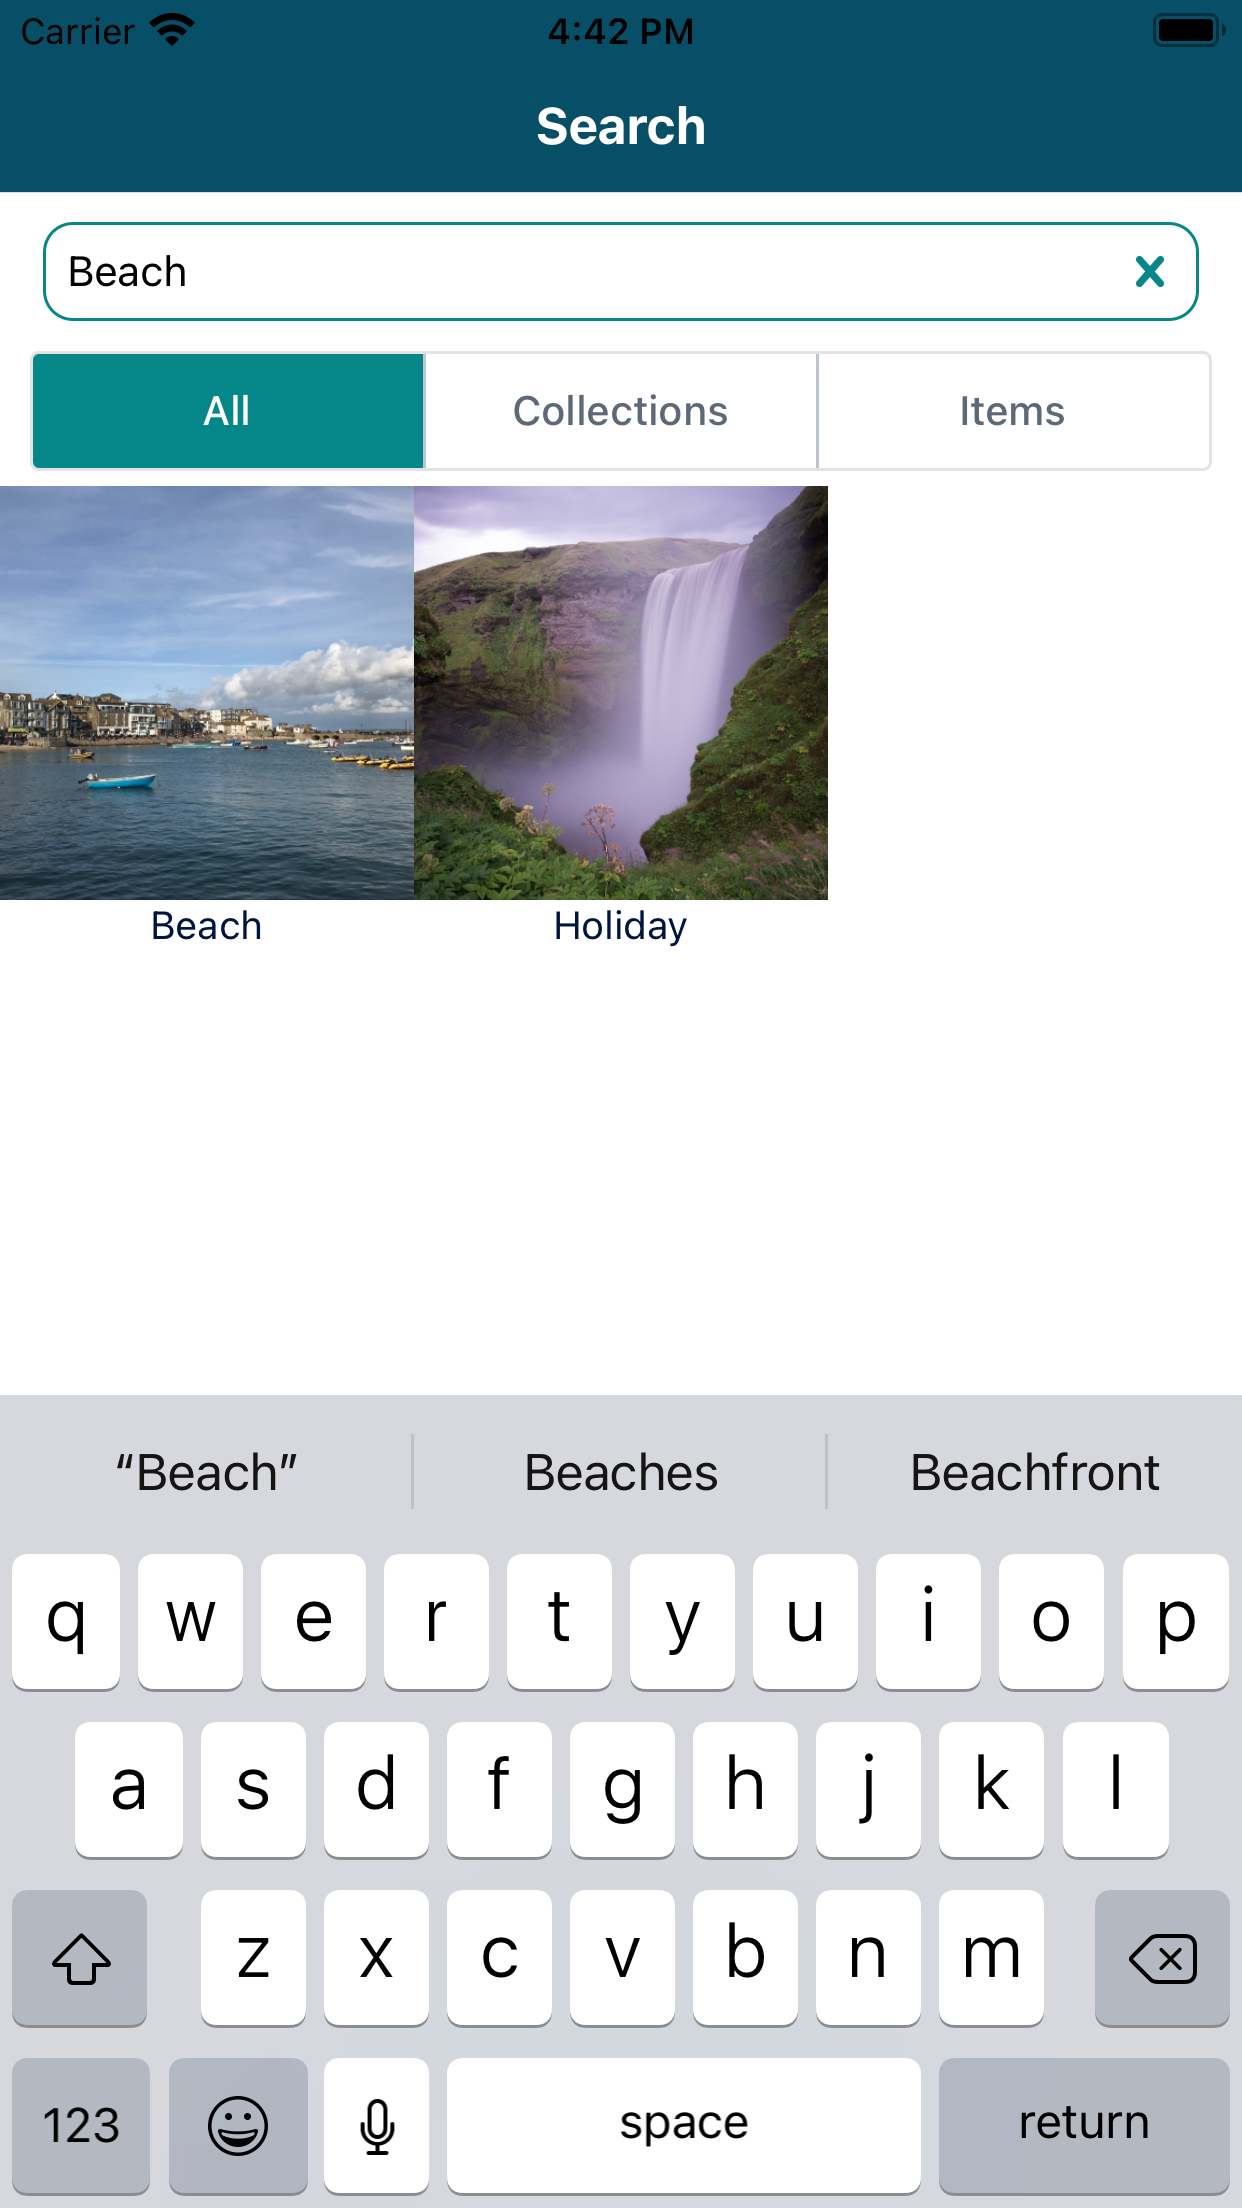 Carrier 4:42 PM
Search
Beach
All Collections Items
Beach Holiday
“Beach” Beaches Beachfront
q w e r t y u i o p
a s d f g h j k l
z x c v b n m
123 space return